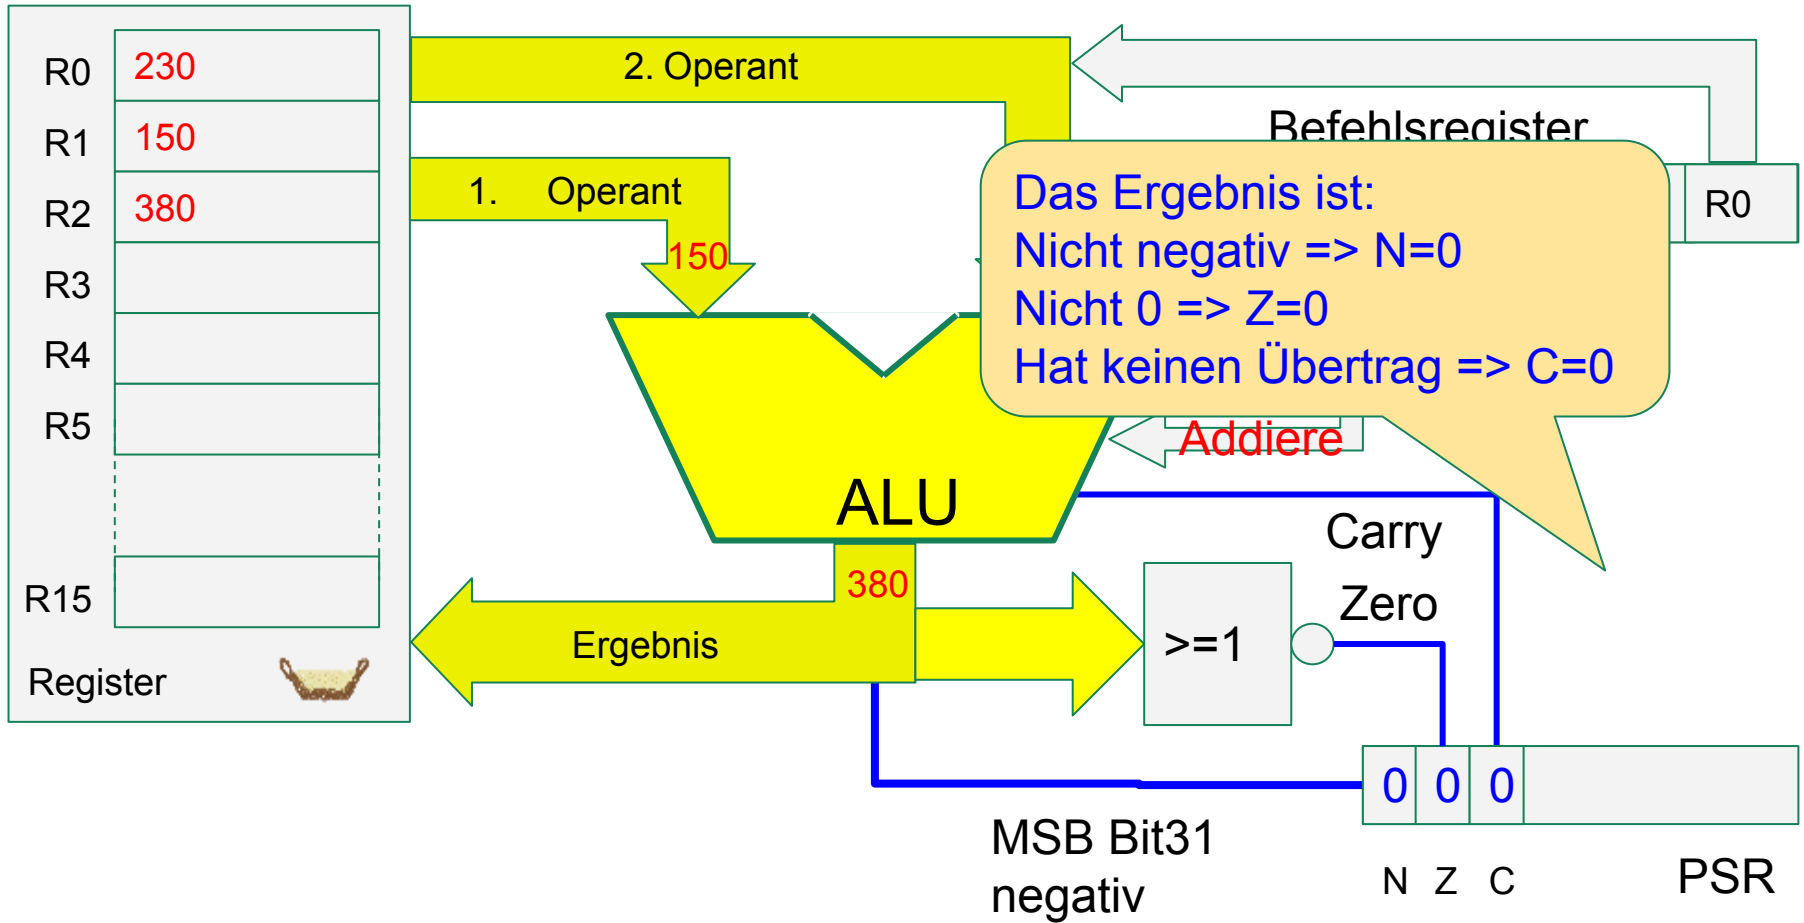 R0 230
R1 150
R2 380
R3
R4
R5
R15
Register
2. Operant
1. Operant
150
Befehlsregister
R0
Das Ergebnis ist:
Nicht negativ => N=0
Nicht 0 => Z=0
Hat keinen Übertrag => C=0
Addiere
ALU
380
Ergebnis
>=1
Carry
Zero
0 0 0
MSB Bit31
negativ
N Z C
PSR